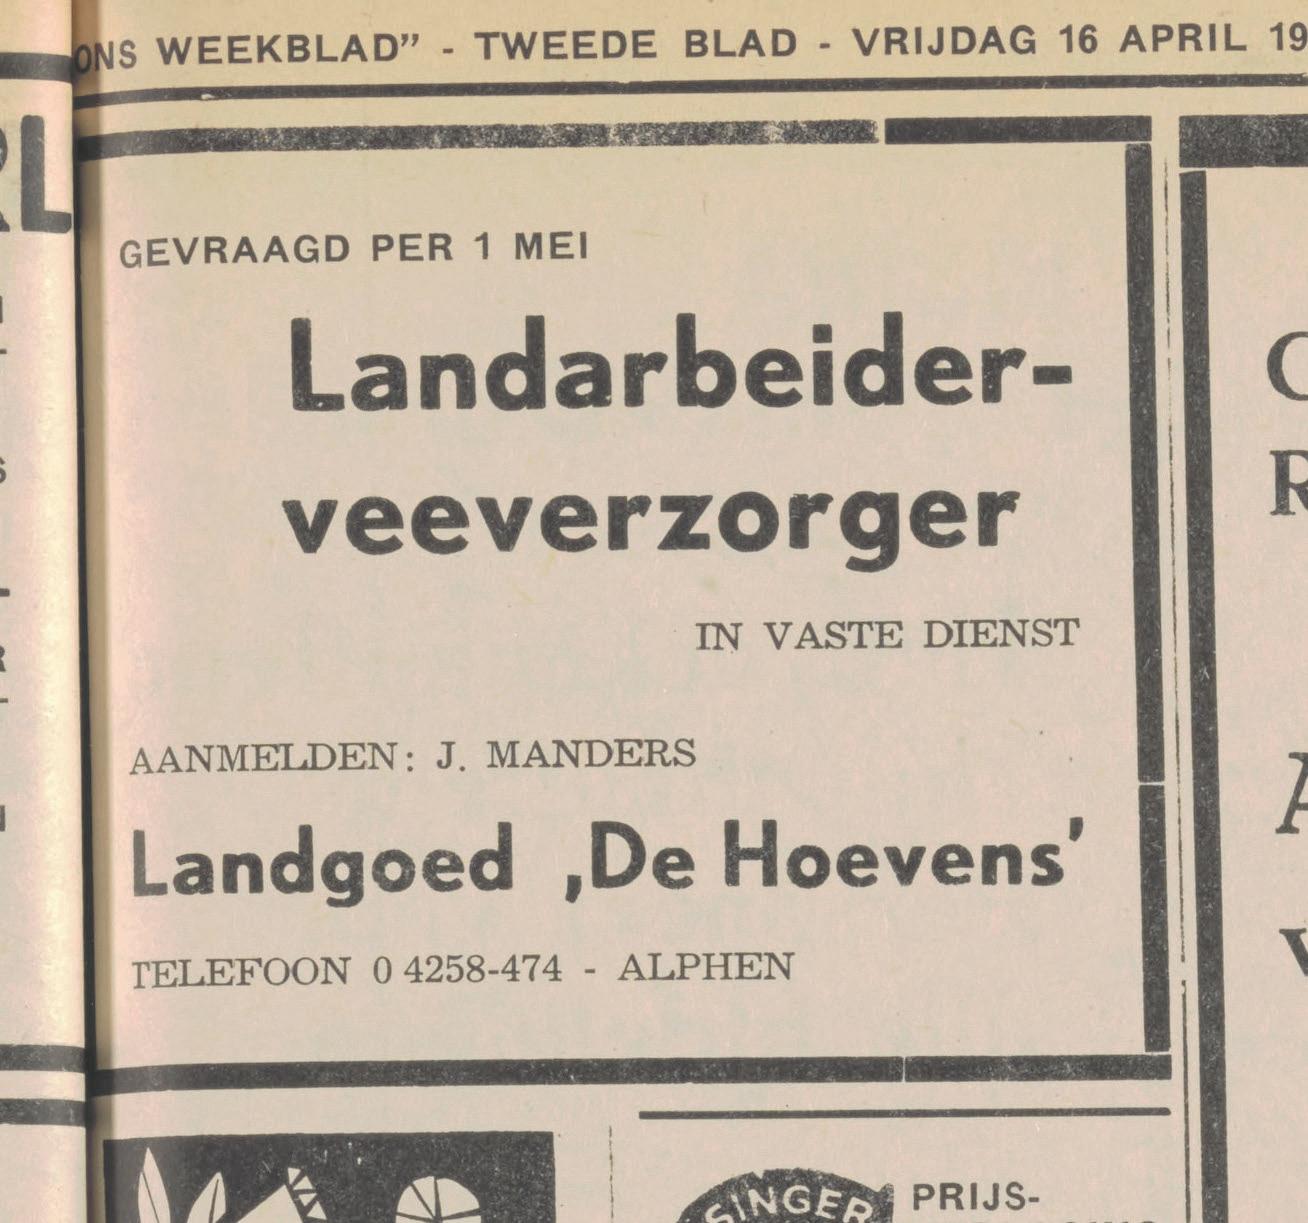 ONS WEEKBLAD” - TWEEDE BLAD - VRIJDAG 16 APRIL 19
GEVRAAGD PER 1 MEI
Landarbeider-
veeverzorger
IN VASTE DIENST
AANMELDEN: J. MANDERS
Landgoed ‚De Hoevens’
TELEFOON 0 4258-474 - ALPHEN
SINGER
PRIJS-